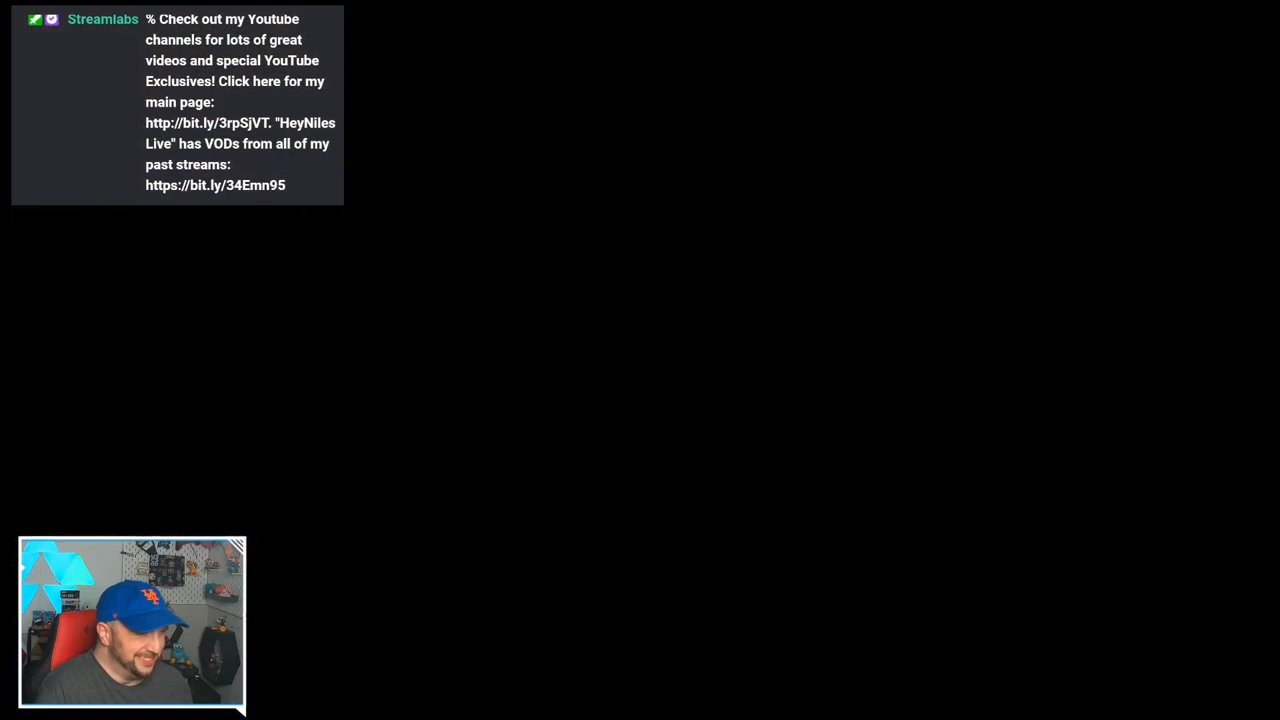 Streamlabs % Check out my Youtube
channels for lots of great
videos and special YouTube
Exclusives! Click here for my
main page:
http://bit.ly/3rpSjVT. "HeyNiles
Live" has VODs from all of my
past streams:
https://bit.ly/34Emn95